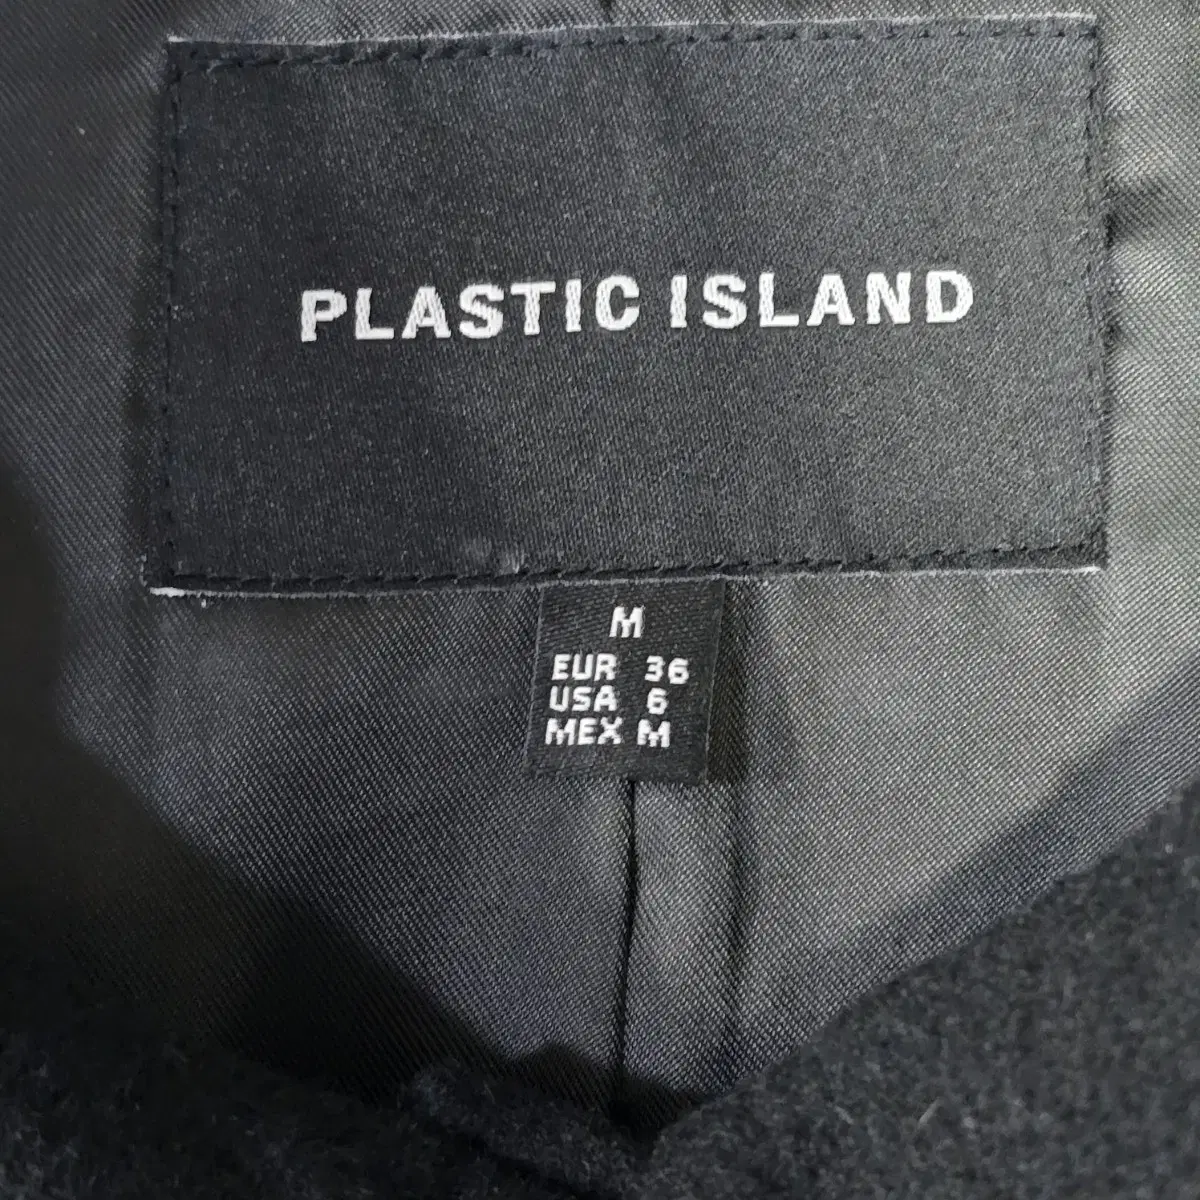 PLASTIC ISLAND
M
EUR 36
USA 6
MEX M